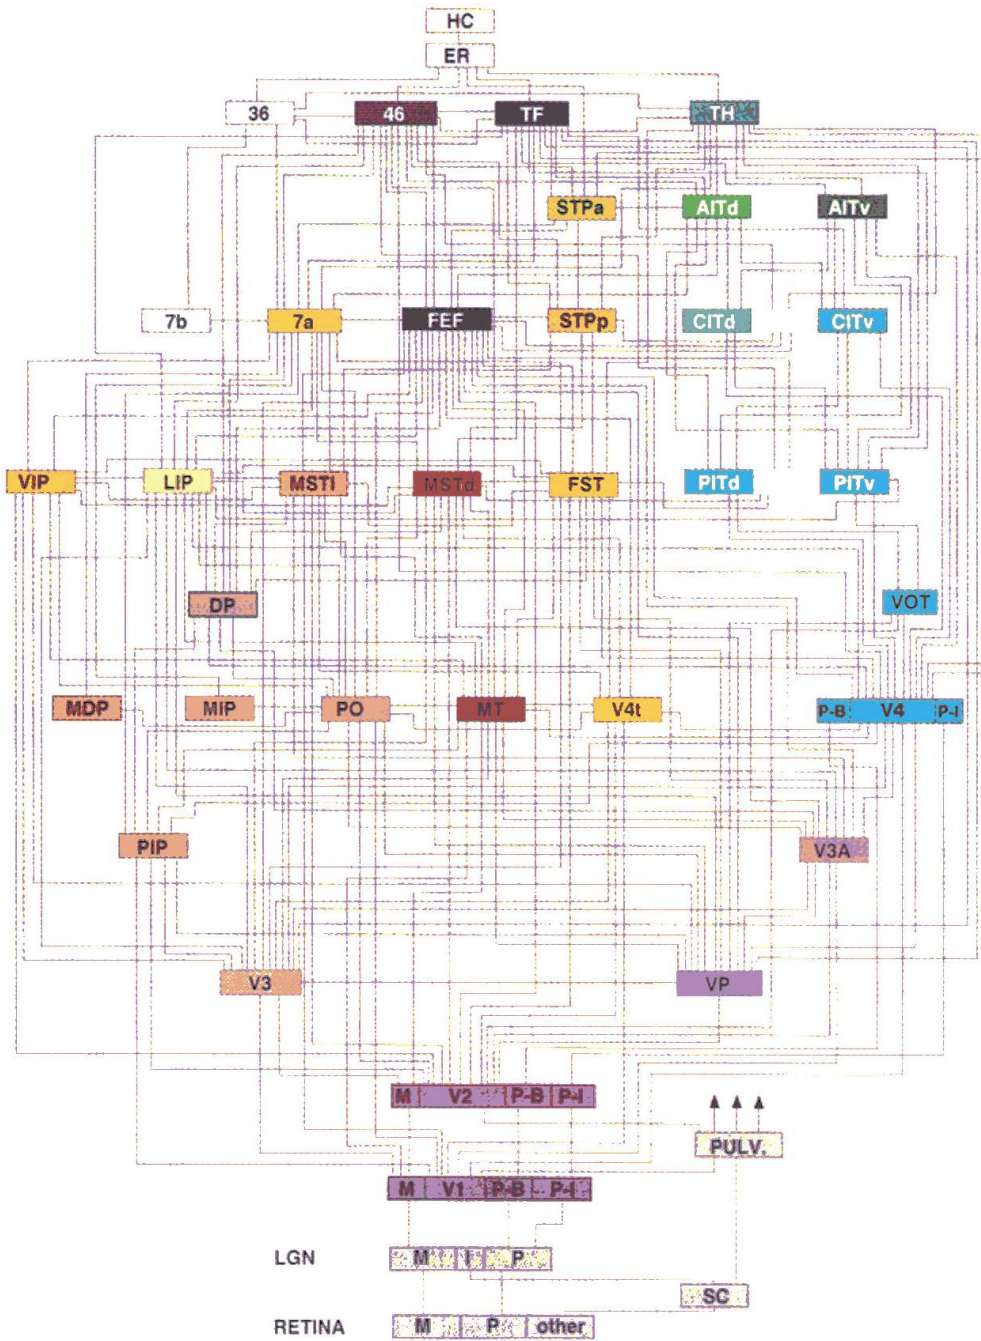 HC
ER
36 46 TF TH
STPa AITd AITv
7b 7a FEF STPp CITd CITv
VIP LIP MSTl MSTd FST PITd PITv
DP VOT
MDP MIP PO MT V4t P-B V4 P-I
PIP V3A
V3 VP
M V2 P-B P-I
PULV.
M V1 P-B P-I
LGN M I P
SC
RETINA M P other